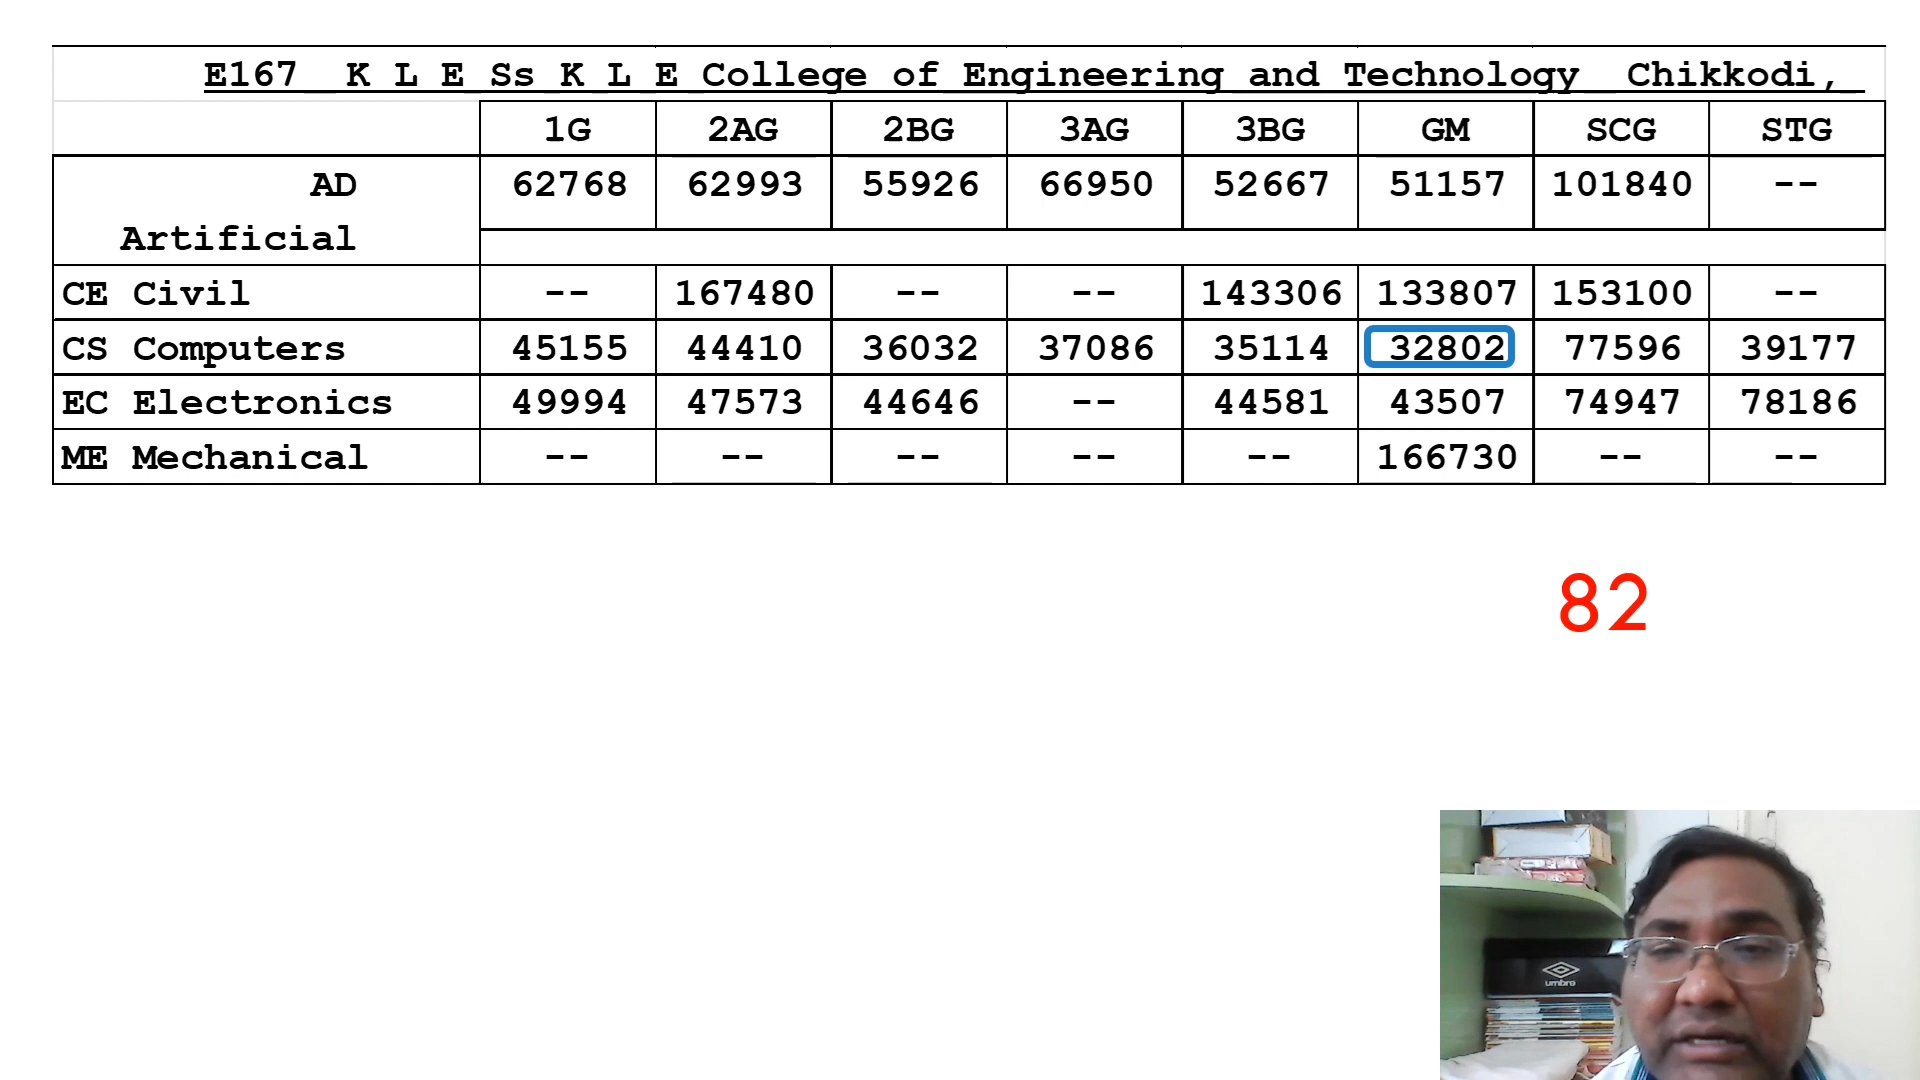 E167 K L E Ss K L E College of Engineering and Technology Chikkodi,
1G 2AG 2BG 3AG 3BG GM SCG STG
AD Artificial 62768 62993 55926 66950 52667 51157 101840 --
CE Civil -- 167480 -- -- 143306 133807 153100 --
CS Computers 45155 44410 36032 37086 35114 32802 77596 39177
EC Electronics 49994 47573 44646 -- 44581 43507 74947 78186
ME Mechanical -- -- -- -- -- 166730 -- --
82
umbro